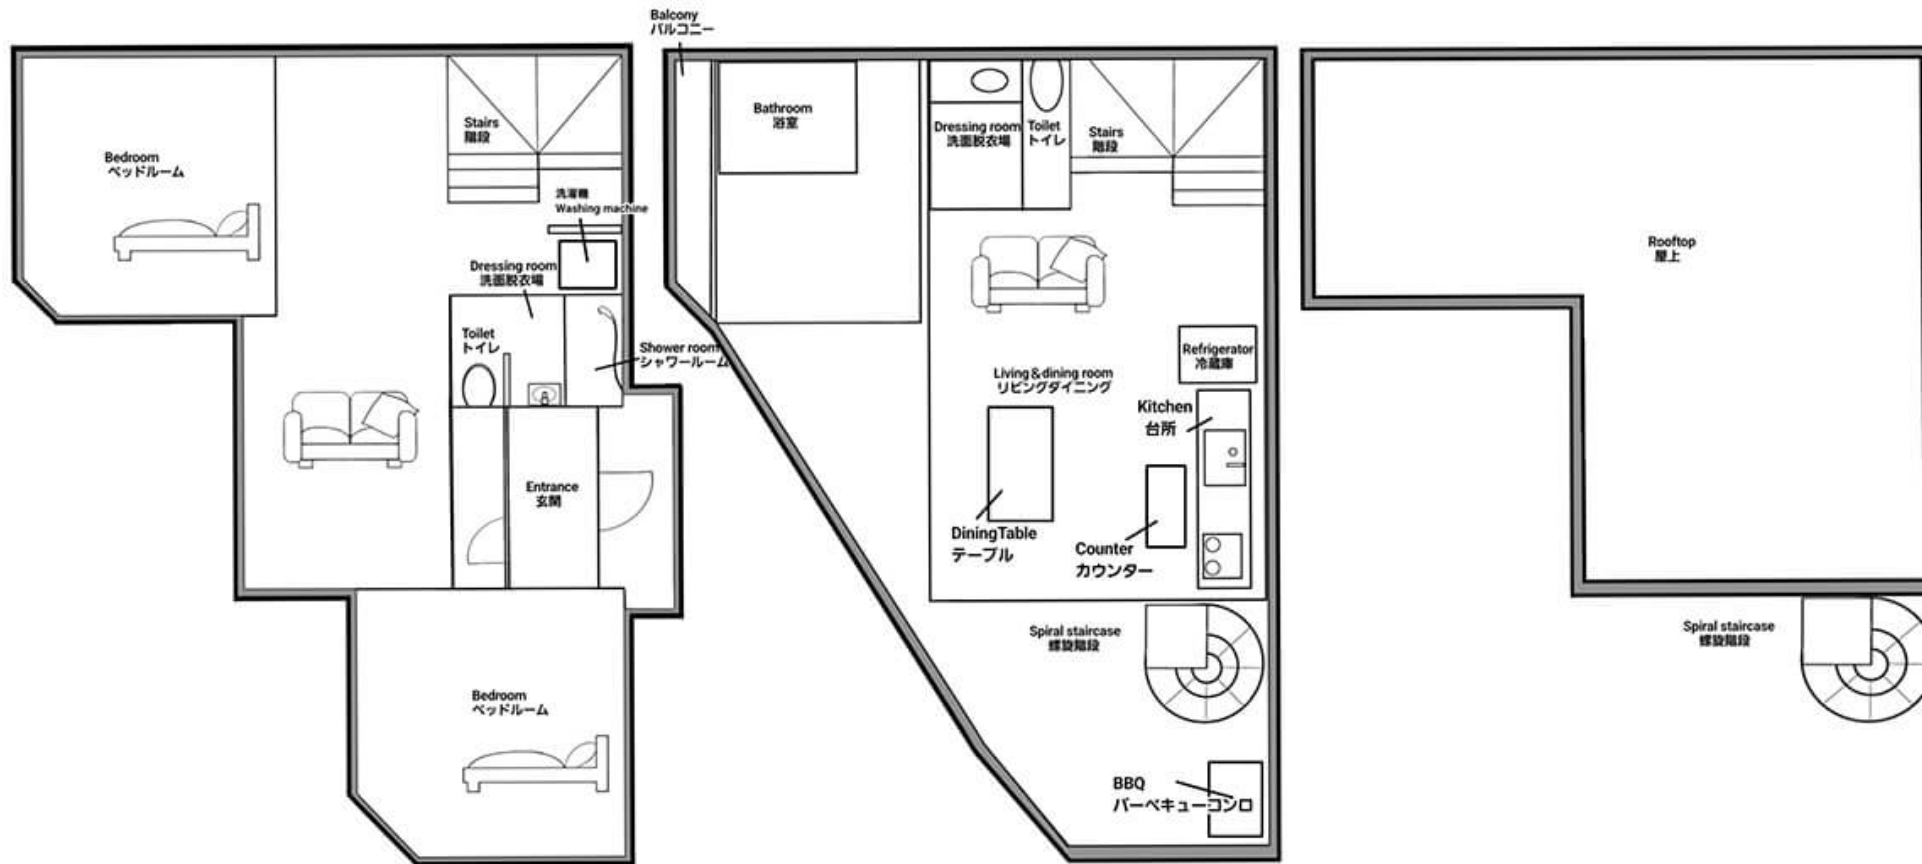 Bedroom
ベッドルーム
Stairs
階段
洗濯機
Washing machine
Dressing room
洗面脱衣場
Toilet
トイレ
Shower room
シャワールーム
Entrance
玄関
Bedroom
ベッドルーム
Balcony
バルコニー
Bathroom
浴室
Dressing room
洗面脱衣場
Toilet
トイレ
Stairs
階段
Refrigerator
冷蔵庫
Living&dining room
リビングダイニング
Kitchen
台所
DiningTable
テーブル
Counter
カウンター
Spiral staircase
螺旋階段
BBQ
バーベキューコンロ
Rooftop
屋上
Spiral staircase
螺旋階段